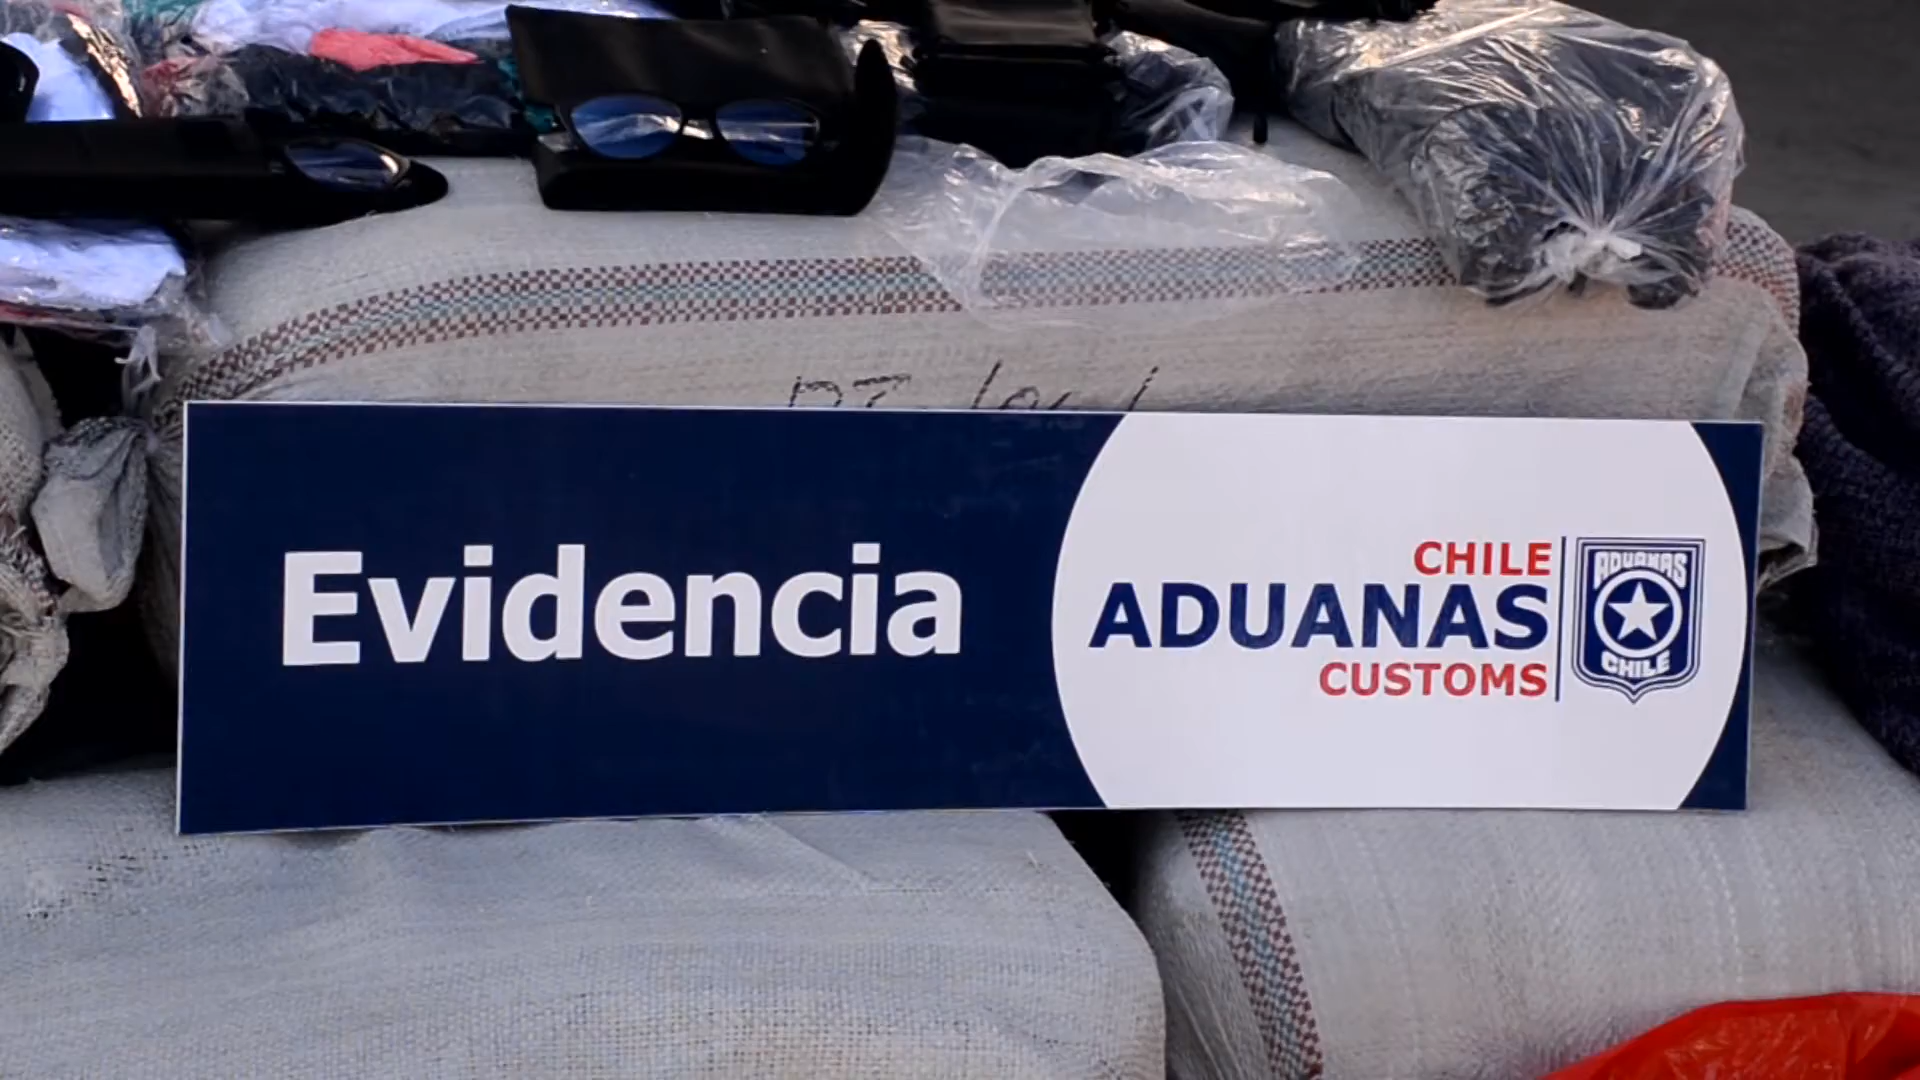 Evidencia
CHILE
ADUANAS
CUSTOMS
ADUANAS
CHILE